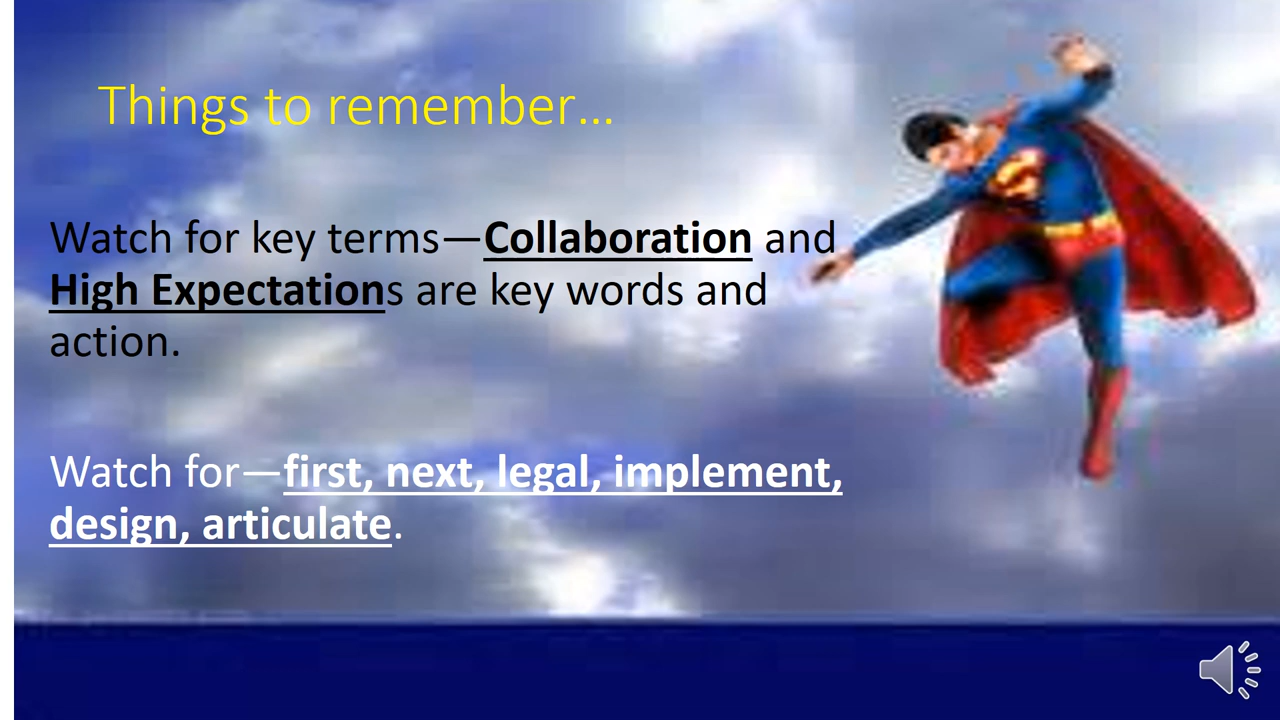 Things to remember…
Watch for key terms—Collaboration and
High Expectations are key words and
action.
Watch for—first, next, legal, implement,
design, articulate.